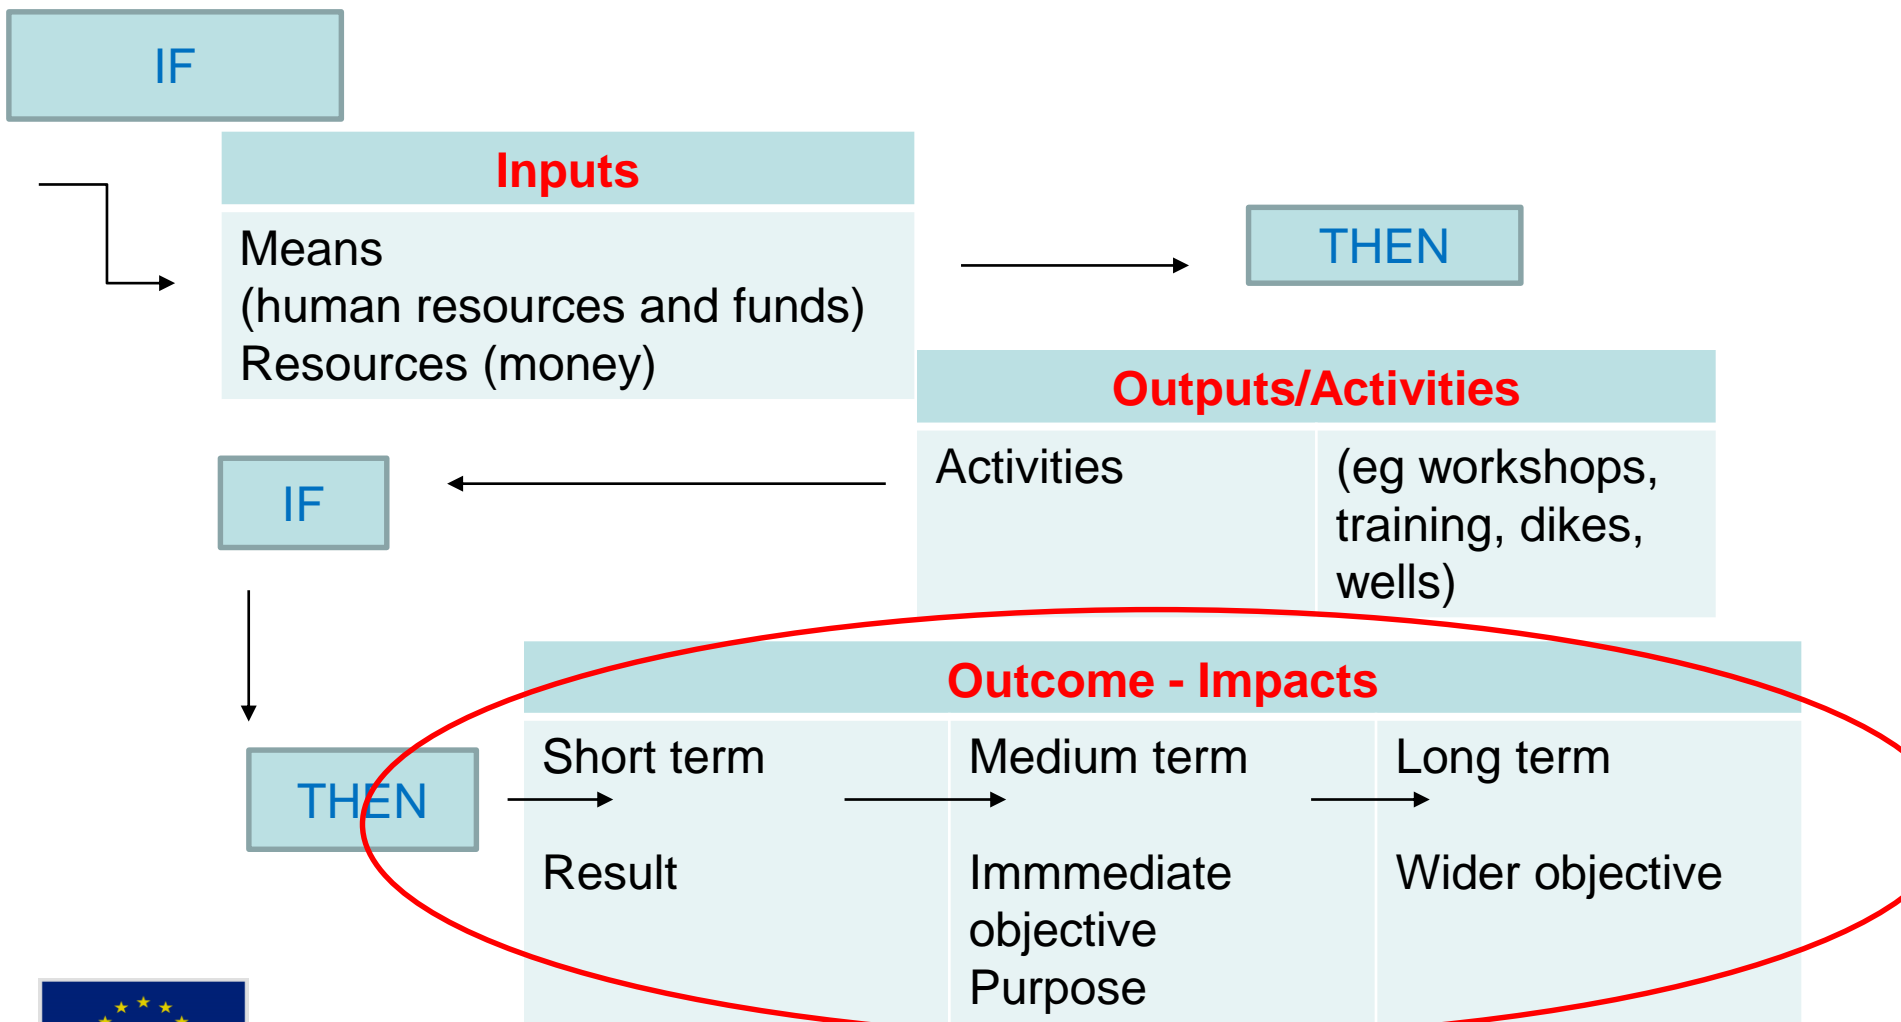 IF
Inputs
Means
(human resources and funds)
Resources (money)
THEN
Outputs/Activities
Activities
(eg workshops,
training, dikes,
wells)
IF
Outcome - Impacts
THEN
Short term
Result
Medium term
Immmediate
objective
Purpose
Long term
Wider objective